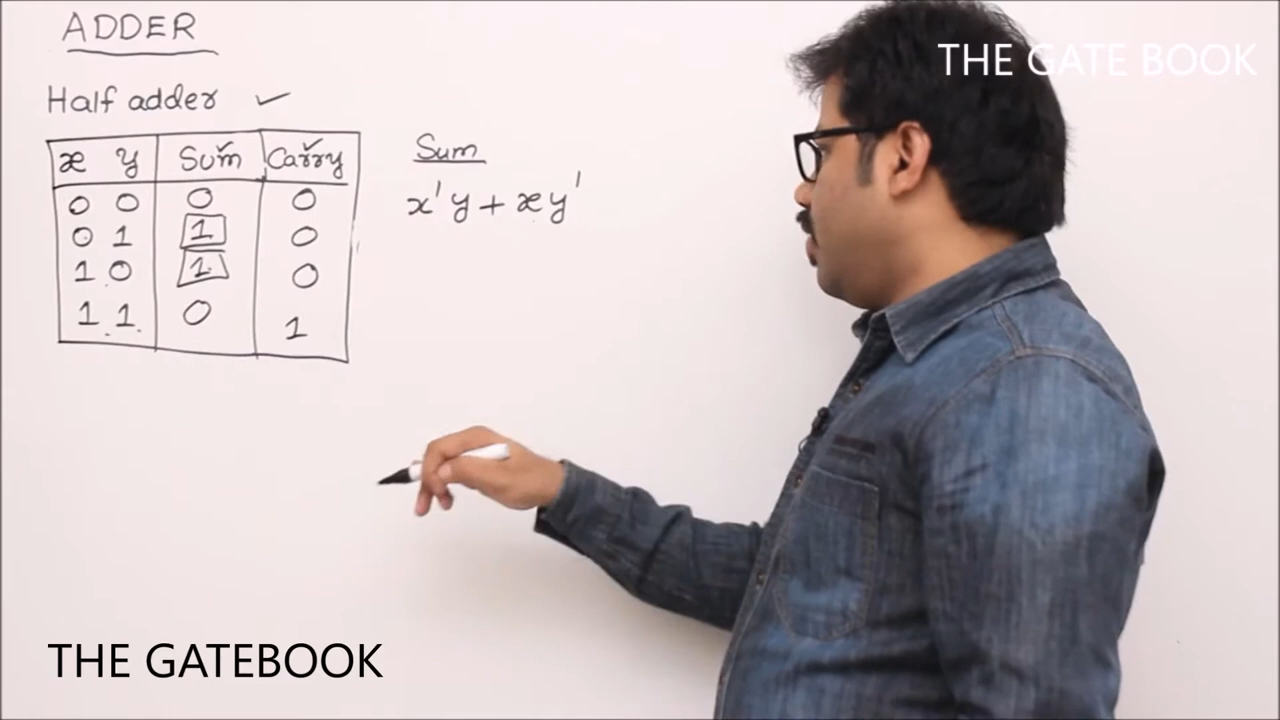 ADDER
THE GATE BOOK
Half adder ✓
x y Sum Carry
0 0 0 0
0 1 1 0
1 0 1 0
1 1 0 1
Sum
x'y + xy'
THE GATEBOOK